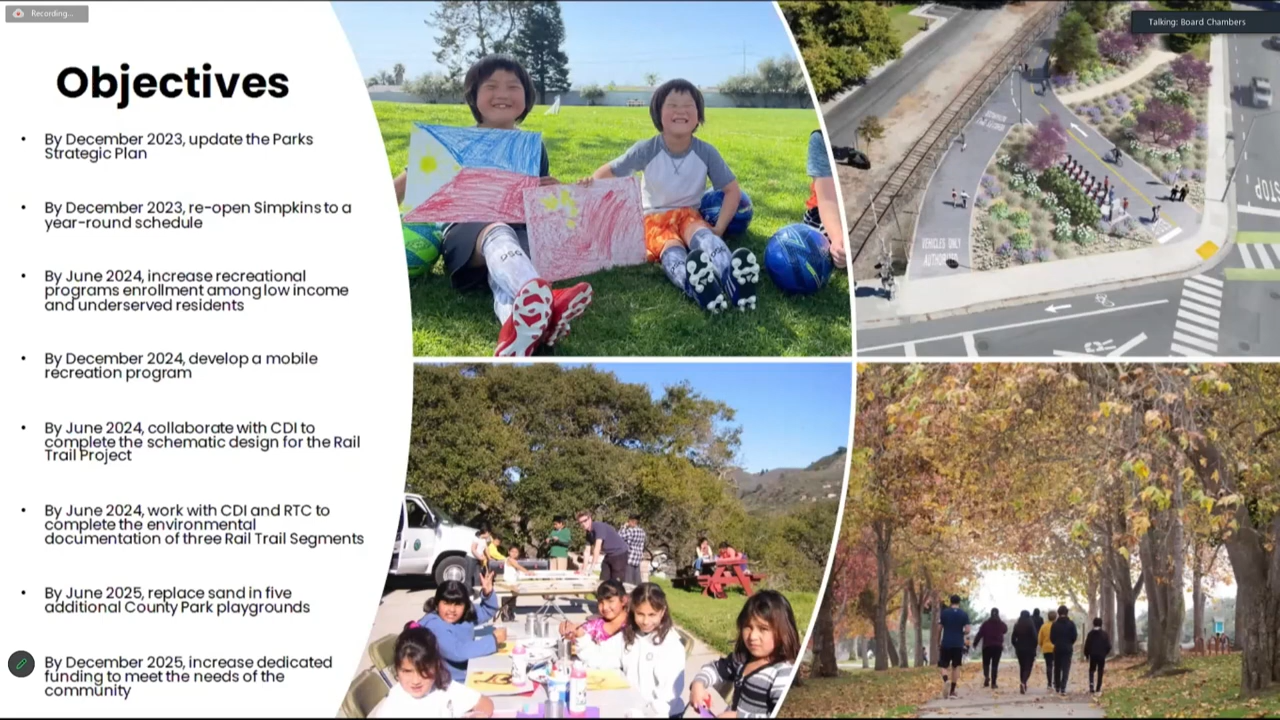 Recording...
Talking: Board Chambers
Objectives
• By December 2023, update the Parks
Strategic Plan
• By December 2023, re-open Simpkins to a
year-round schedule
• By June 2024, increase recreational
programs enrollment among low income
and underserved residents
• By December 2024, develop a mobile
recreation program
• By June 2024, collaborate with CDI to
complete the schematic design for the Rail
Trail Project
• By June 2024, work with CDI and RTC to
complete the environmental
documentation of three Rail Trail Segments
• By June 2025, replace sand in five
additional County Park playgrounds
• By December 2025, increase dedicated
funding to meet the needs of the
community
VEHICLES ONLY
STOP